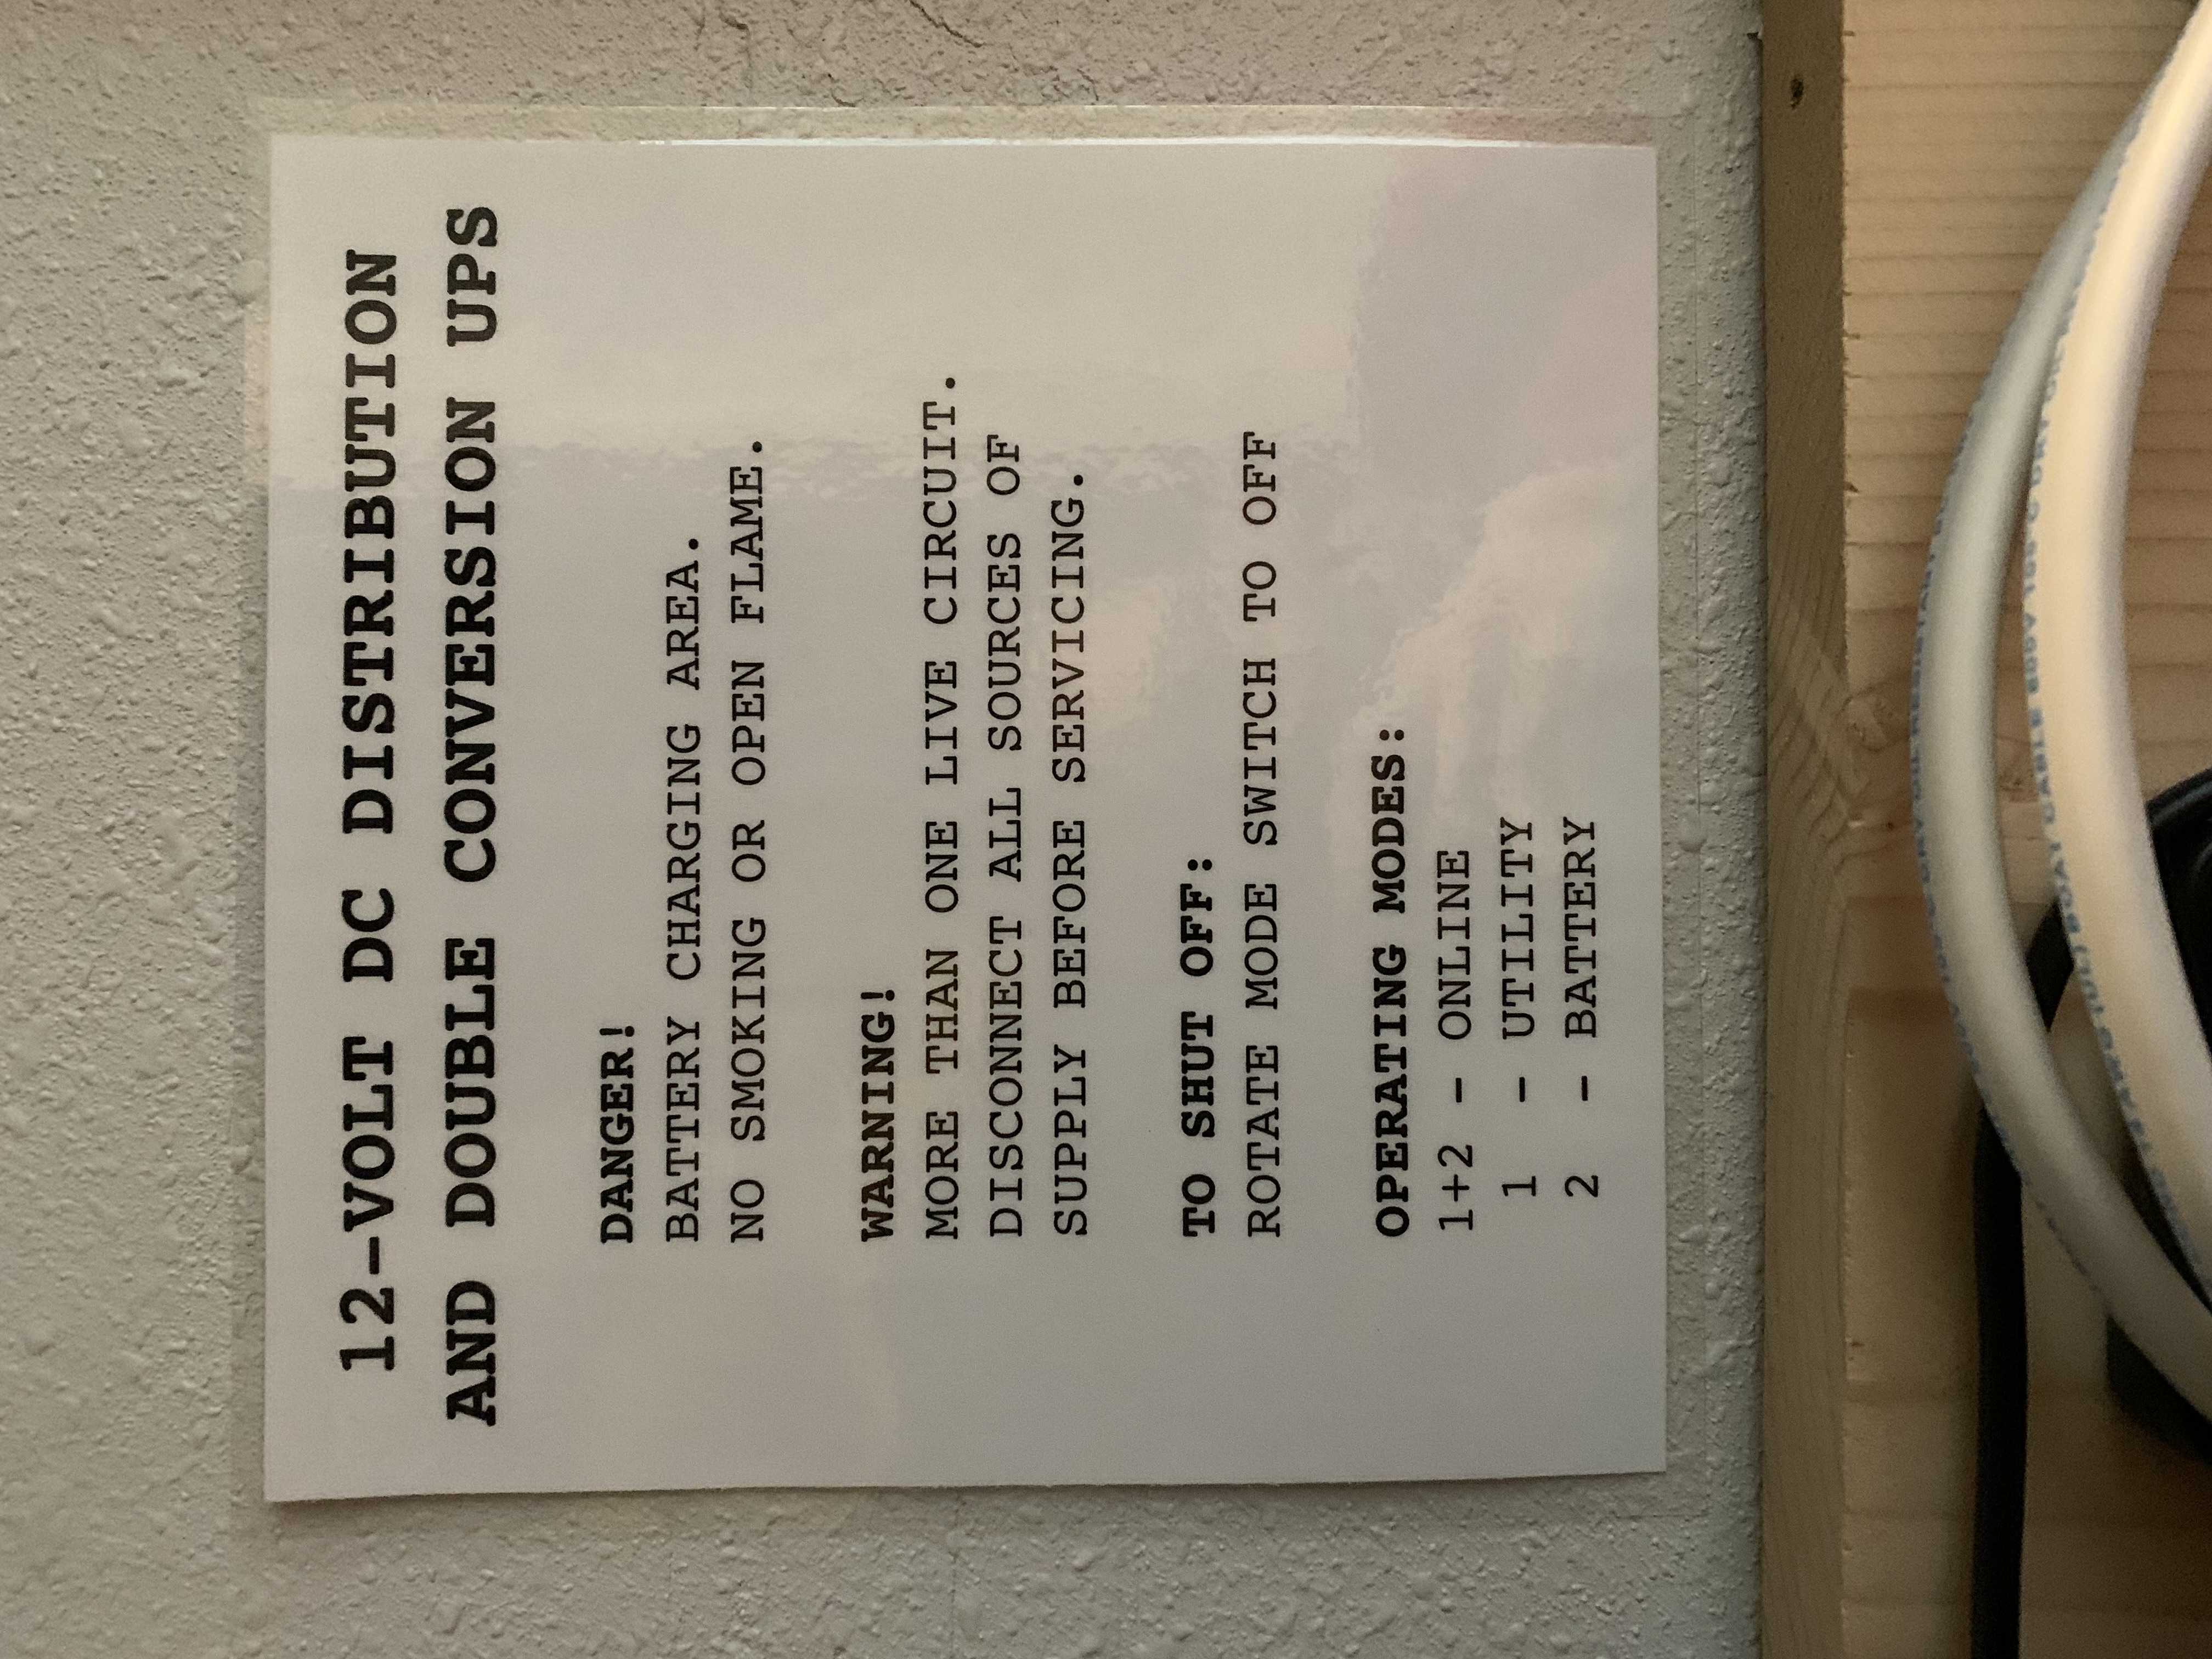 12-VOLT DC DISTRIBUTION
AND DOUBLE CONVERSION UPS
DANGER!
BATTERY CHARGING AREA.
NO SMOKING OR OPEN FLAME.
WARNING!
MORE THAN ONE LIVE CIRCUIT.
DISCONNECT ALL SOURCES OF
SUPPLY BEFORE SERVICING.
TO SHUT OFF:
ROTATE MODE SWITCH TO OFF
OPERATING MODES:
1+2 - ONLINE
1 - UTILITY
2 - BATTERY